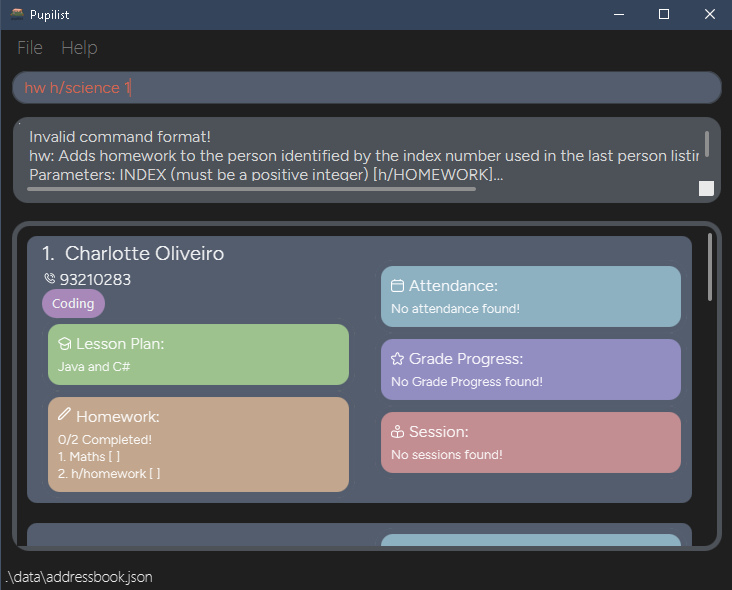 Pupilist
File Help
hw h/science 1
Invalid command format!
hw: Adds homework to the person identified by the index number used in the last person listin
Parameters: INDEX (must be a positive integer) [h/HOMEWORK]...
1. Charlotte Oliveiro
93210283
Coding
Lesson Plan:
Java and C#
Homework:
0/2 Completed!
1. Maths [ ]
2. h/homework [ ]
Attendance:
No attendance found!
Grade Progress:
No Grade Progress found!
Session:
No sessions found!
.\data\addressbook.json